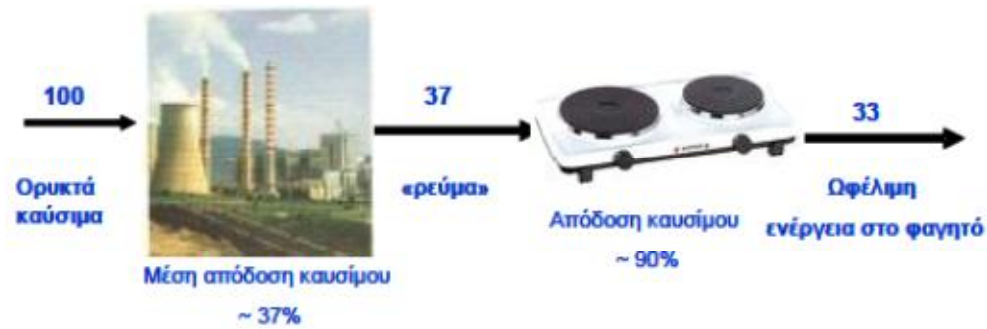 100
37
33
Ορυκτά
καύσιμα
«ρεύμα»
Ωφέλιμη
ενέργεια στο φαγητό
Απόδοση καυσίμου
~ 90%
Μέση απόδοση καυσίμου
~ 37%